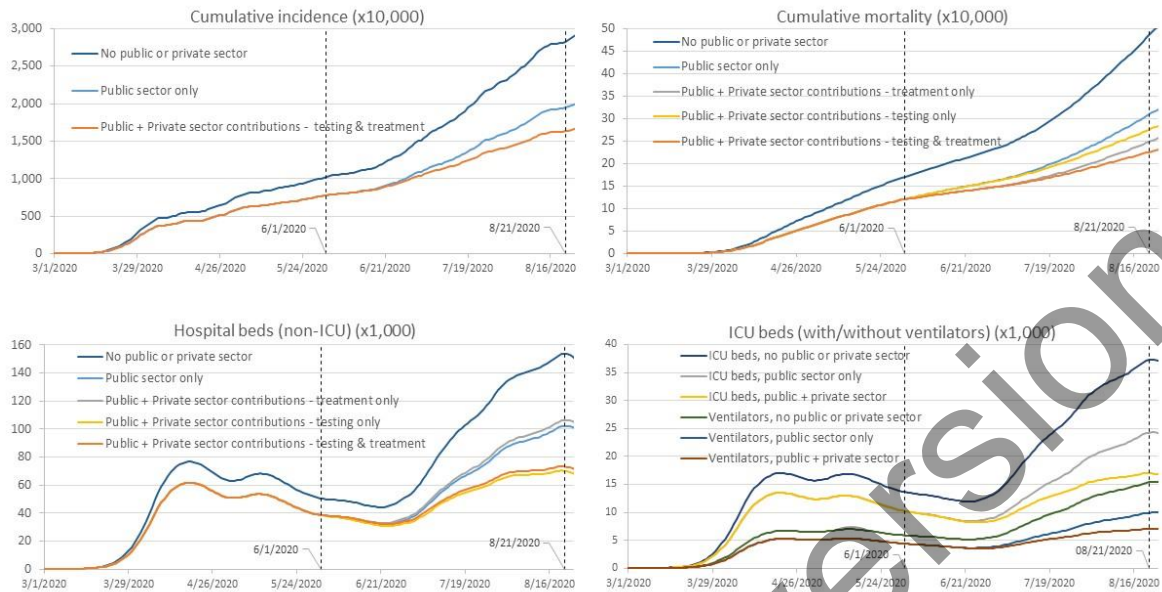 Cumulative incidence (x10,000)
3,000
2,500
2,000
1,500
1,000
500
0
No public or private sector
Public sector only
Public + Private sector contributions - testing & treatment
6/1/2020
8/21/2020
3/1/2020 3/29/2020 4/26/2020 5/24/2020 6/21/2020 7/19/2020 8/16/2020
Cumulative mortality (x10,000)
50
45
40
35
30
25
20
15
10
5
0
No public or private sector
Public sector only
Public + Private sector contributions - treatment only
Public + Private sector contributions - testing only
Public + Private sector contributions - testing & treatment
6/1/2020
8/21/2020
3/1/2020 3/29/2020 4/26/2020 5/24/2020 6/21/2020 7/19/2020 8/16/2020
Hospital beds (non-ICU) (x1,000)
160
140
120
100
80
60
40
20
0
No public or private sector
Public sector only
Public + Private sector contributions - treatment only
Public + Private sector contributions - testing only
Public + Private sector contributions - testing & treatment
6/1/2020
8/21/2020
3/1/2020 3/29/2020 4/26/2020 5/24/2020 6/21/2020 7/19/2020 8/16/2020
ICU beds (with/without ventilators) (x1,000)
40
35
30
25
20
15
10
5
0
ICU beds, no public or private sector
ICU beds, public sector only
ICU beds, public + private sector
Ventilators, no public or private sector
Ventilators, public sector only
Ventilators, public + private sector
6/1/2020
08/21/2020
3/1/2020 3/29/2020 4/26/2020 5/24/2020 6/21/2020 7/19/2020 8/16/2020